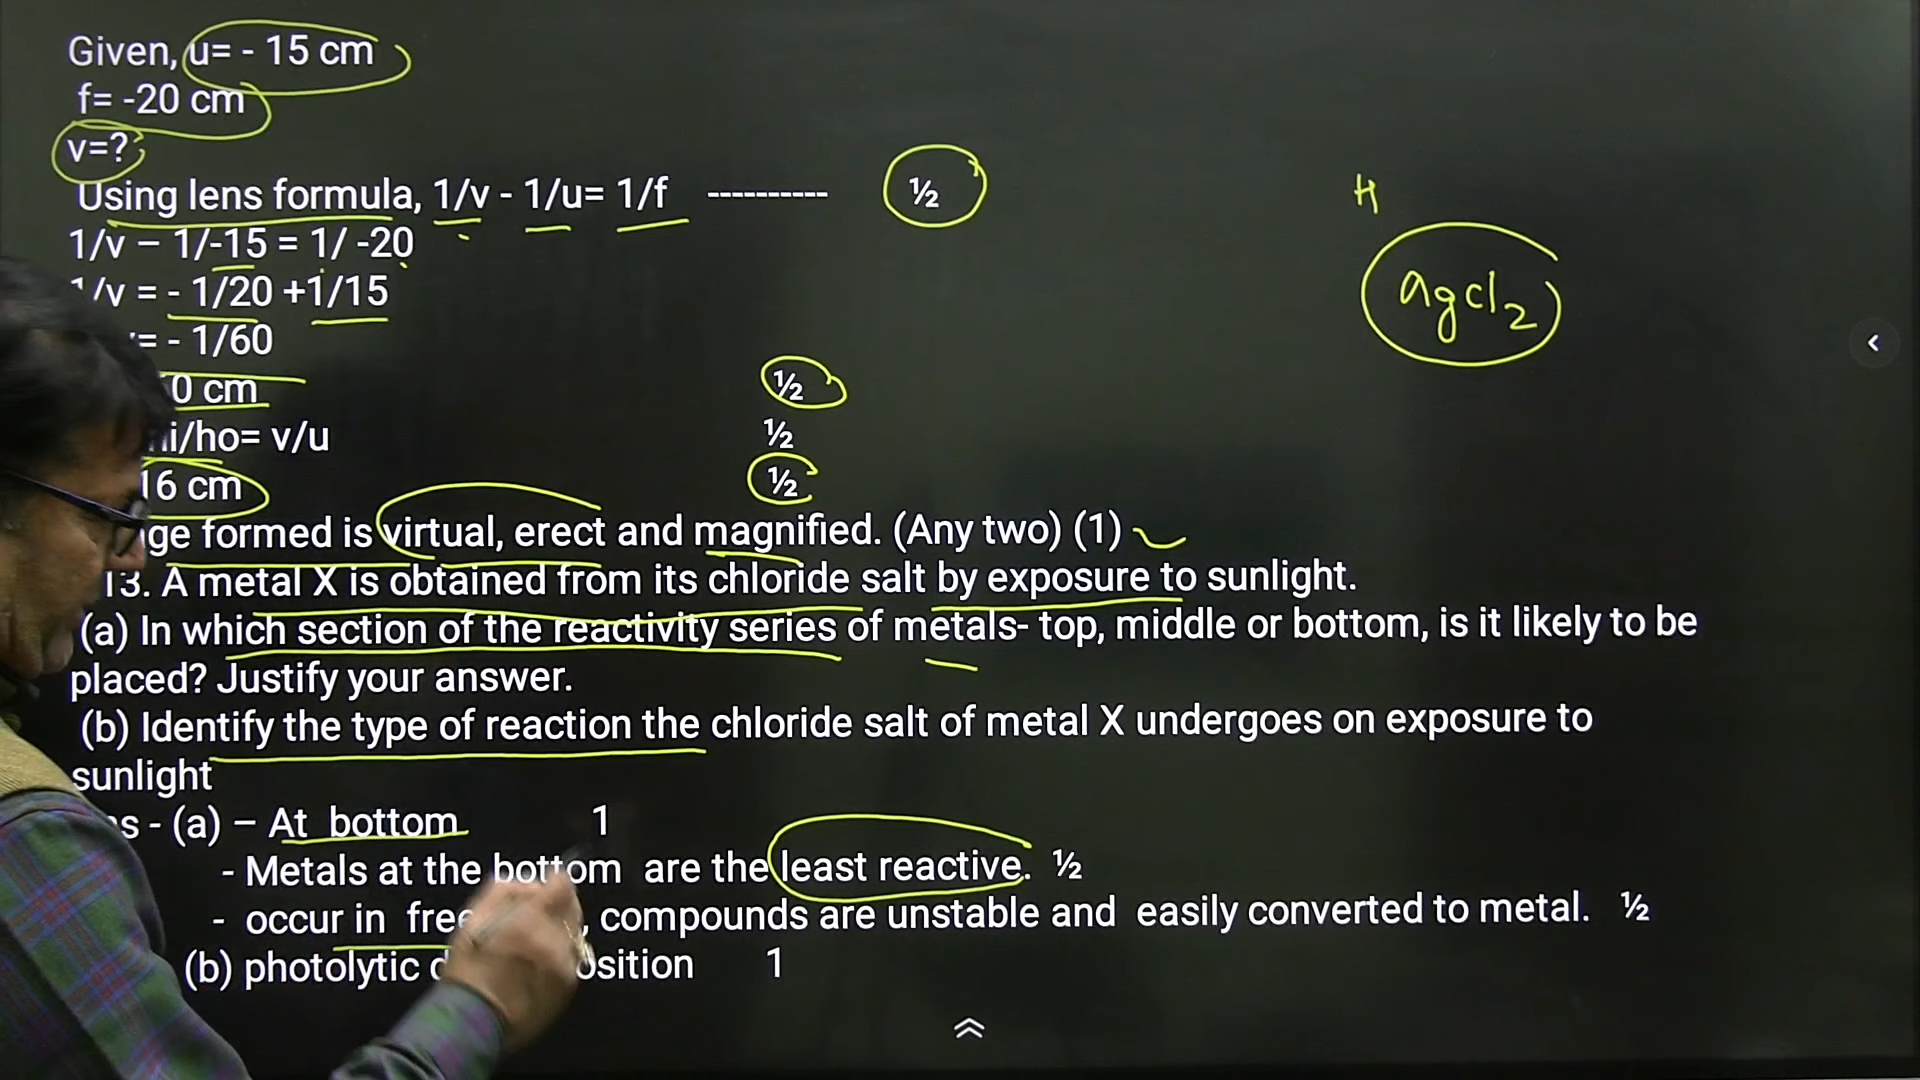 Given, u= - 15 cm
f= -20 cm
v=?
Using lens formula, 1/v - 1/u= 1/f ---------- ½
H
agcl2
1/v – 1/-15 = 1/ -20
/v = - 1/20 +1/15
= - 1/60
0 cm ½
i/ho= v/u ½
16 cm ½
ge formed is virtual, erect and magnified. (Any two) (1)
13. A metal X is obtained from its chloride salt by exposure to sunlight.
(a) In which section of the reactivity series of metals- top, middle or bottom, is it likely to be
placed? Justify your answer.
(b) Identify the type of reaction the chloride salt of metal X undergoes on exposure to
sunlight
s - (a) – At bottom 1
- Metals at the bottom are the least reactive. ½
- occur in free , compounds are unstable and easily converted to metal. ½
(b) photolytic 1